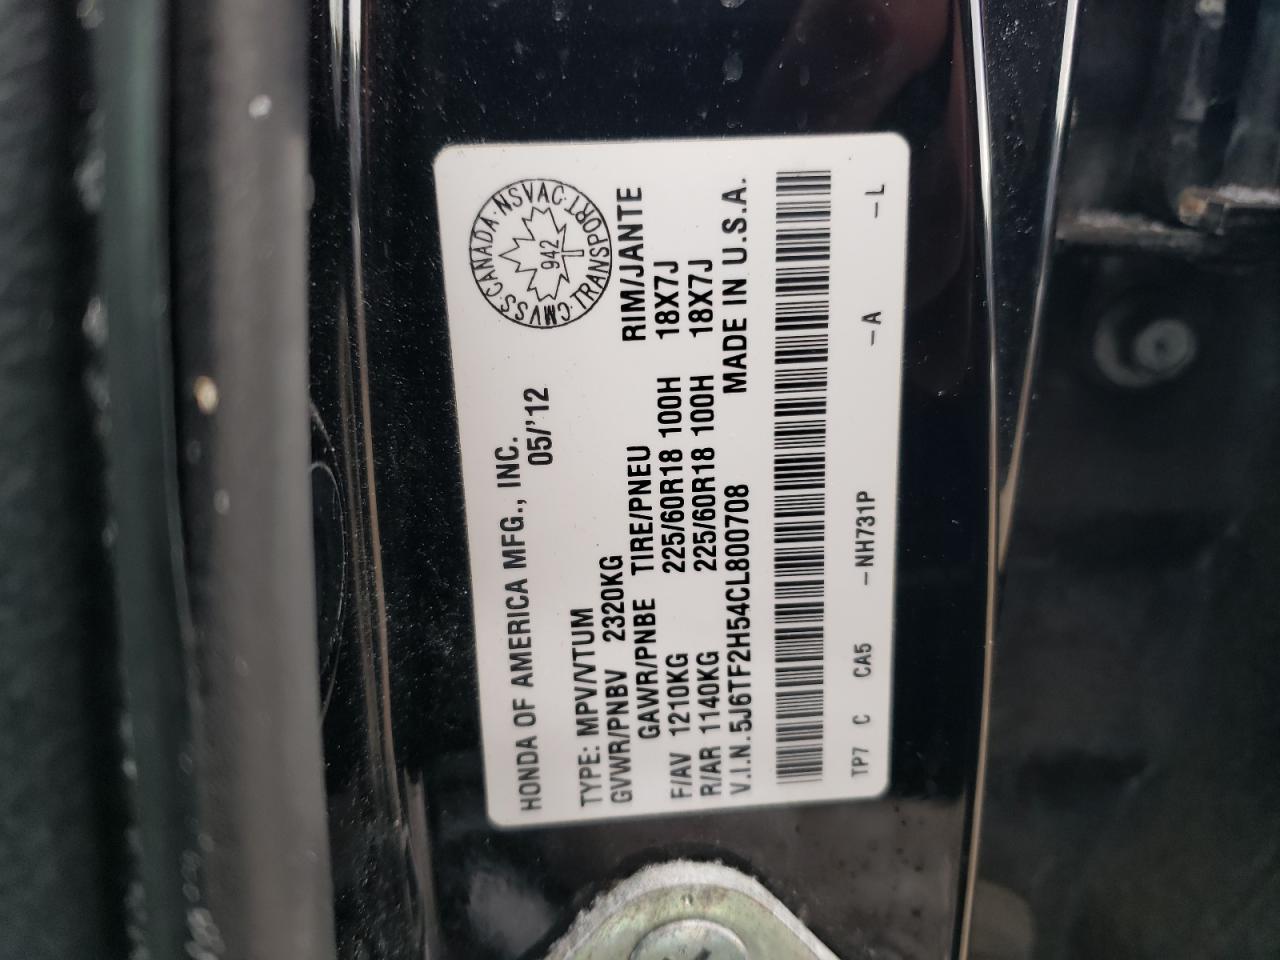 HONDA OF AMERICA MFG., INC.
05/'12
CMVSS·CANADA·NSVAC·TRANSPORT·
942
TYPE: MPV/VTUM
GVWR/PNBV 2320KG
GAWR/PNBE TIRE/PNEU RIM/JANTE
F/AV 1210KG 225/60R18 100H 18X7J
R/AR 1140KG 225/60R18 100H 18X7J
V.I.N. 5J6TF2H54CL800708 MADE IN U.S.A.
TP7 C CA5 –NH731P –A –L